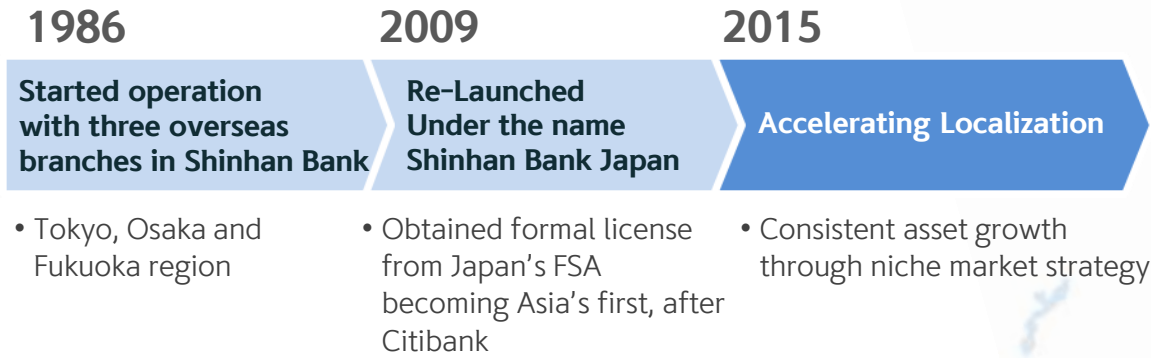 1986
Started operation
with three overseas
branches in Shinhan Bank
• Tokyo, Osaka and
Fukuoka region
2009
Re-Launched
Under the name
Shinhan Bank Japan
• Obtained formal license
from Japan's FSA
becoming Asia's first, after
Citibank
2015
Accelerating Localization
• Consistent asset growth
through niche market strategy